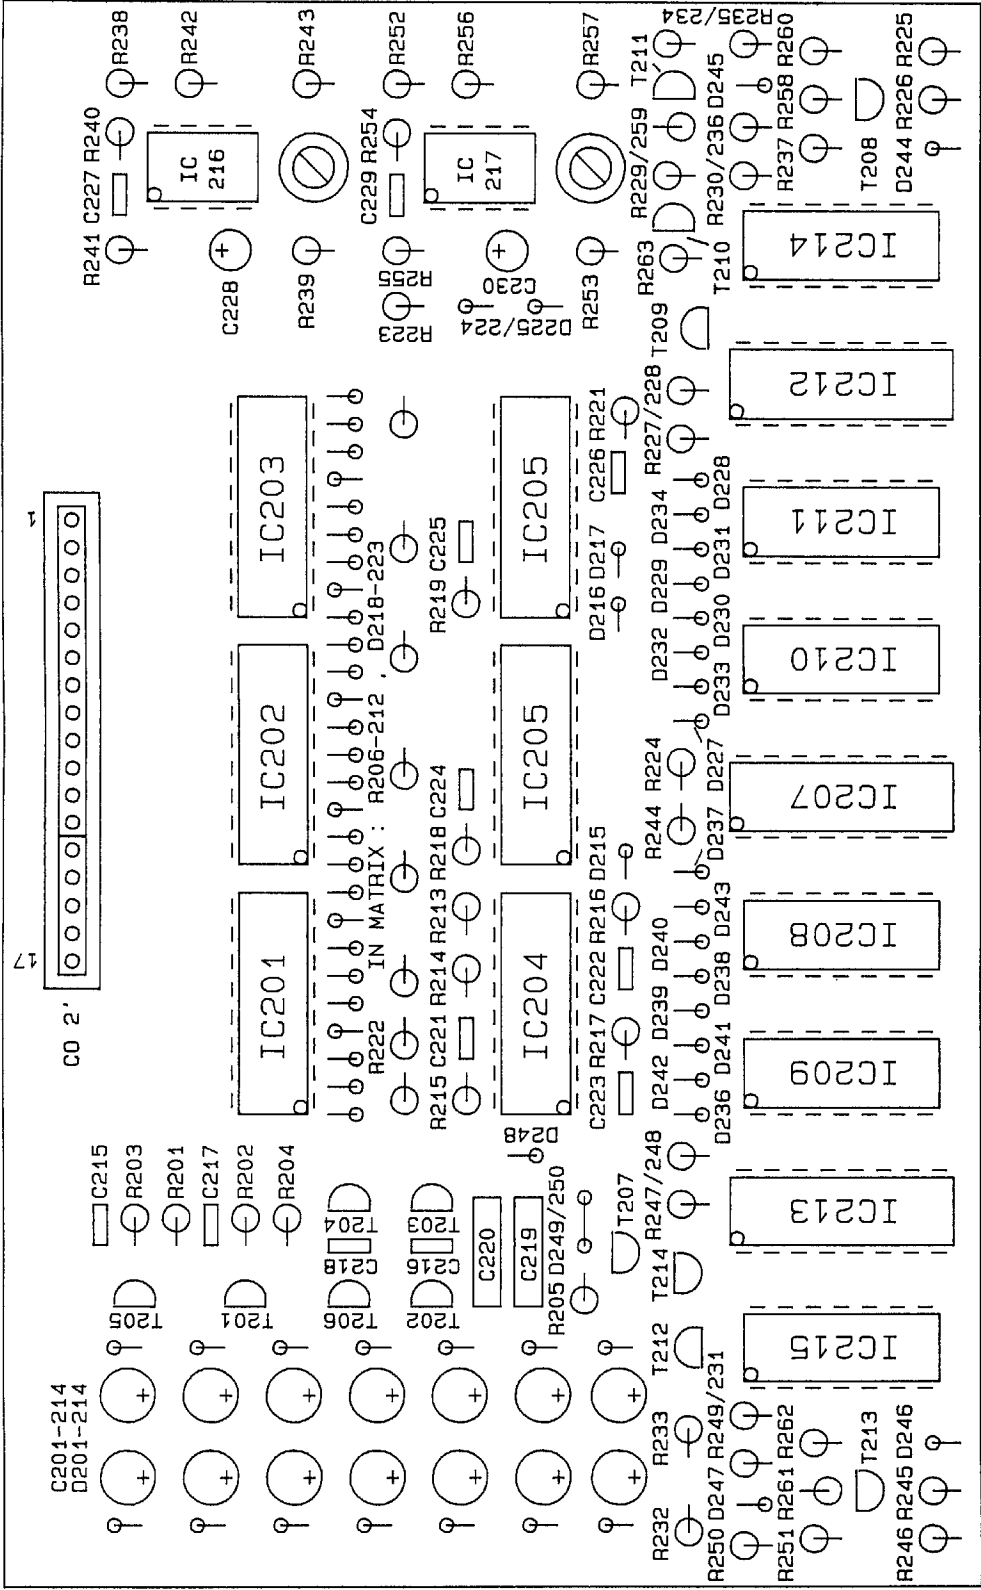 R238
R242
R243
R252
R256
R257
R235/234
T211
R260
R225
C227 R240
C229 R254
IC 216
IC 217
R229/259
D245
R258
R230/236
R237
T208
D244 R226
R241
C228
R239
R255
C230
R253
R263
T210
IC214
R223
D225/224
T209
IC212
1
17
CO 2'
IC203
IC205
C226 R221
R227/228
D228
D234
D231
D229
D230
D232
D233
IC211
IC210
R219 C225
D216 D217
IN MATRIX : R206-212 , D218-223
IC202
IC205
R218 C224
R244 R224
D227
D237
IC207
IC201
IC204
R222
R215 C221 R214 R213
C223 R217 C222 R216 D215
D243
D240
D238
D239
D241
D242
D236
IC208
IC209
C215
R203
R201
C217
R202
R204
D248
T204
C218
T203
C216
C220
C219
R205 D249/250
T207
R247/248
T214
IC213
T205
T201
T206
T202
T212
IC215
C201-214
D201-214
R233
R232
R249/231
D247
R250
R262
R261
R251
T213
D246
R245
R246